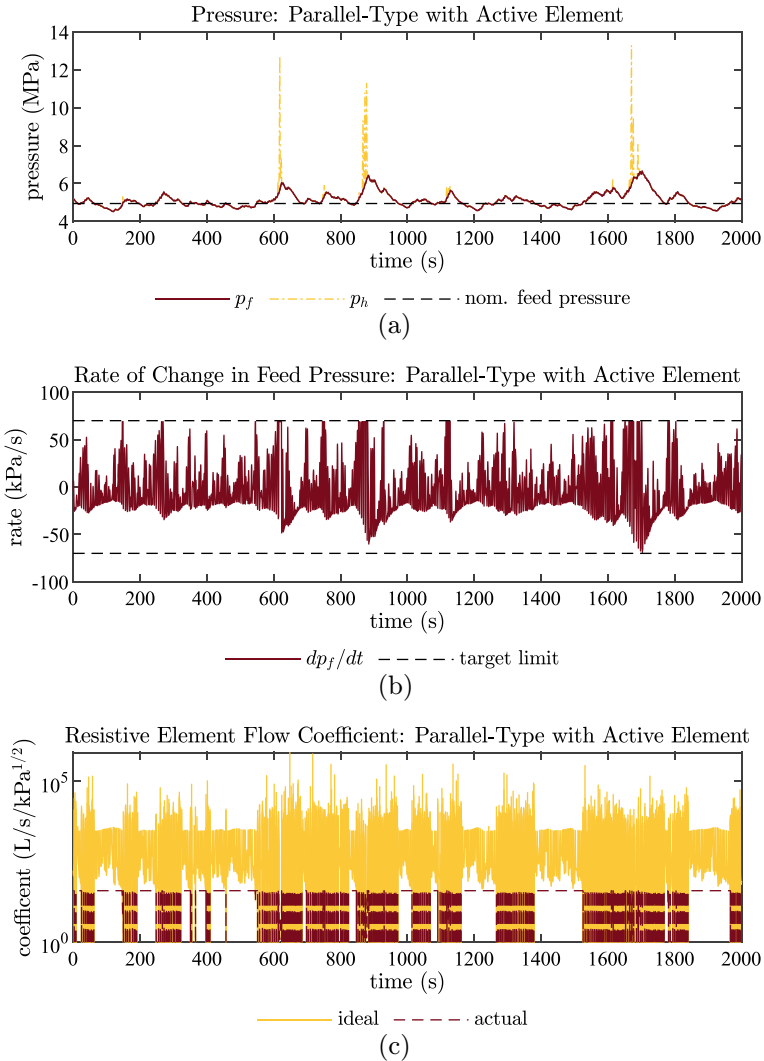 Pressure: Parallel-Type with Active Element
pressure (MPa)
14
12
10
8
6
4
0 200 400 600 800 1000 1200 1400 1600 1800 2000
time (s)
p_f p_h nom. feed pressure
(a)
Rate of Change in Feed Pressure: Parallel-Type with Active Element
rate (kPa/s)
100
50
0
-50
-100
0 200 400 600 800 1000 1200 1400 1600 1800 2000
time (s)
dp_f/dt target limit
(b)
Resistive Element Flow Coefficient: Parallel-Type with Active Element
coefficent (L/s/kPa^{1/2})
10^5
10^0
0 200 400 600 800 1000 1200 1400 1600 1800 2000
time (s)
ideal actual
(c)